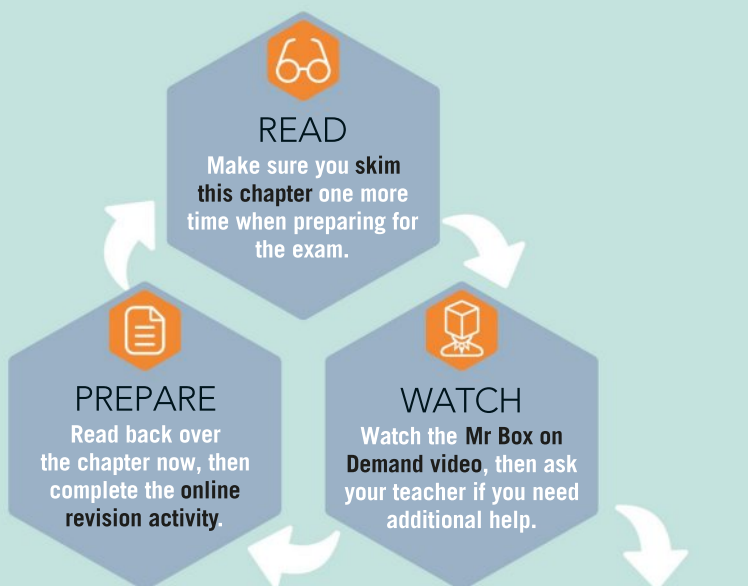 READ
Make sure you skim
this chapter one more
time when preparing for
the exam.
PREPARE
Read back over
the chapter now, then
complete the online
revision activity.
WATCH
Watch the Mr Box on
Demand video, then ask
your teacher if you need
additional help.